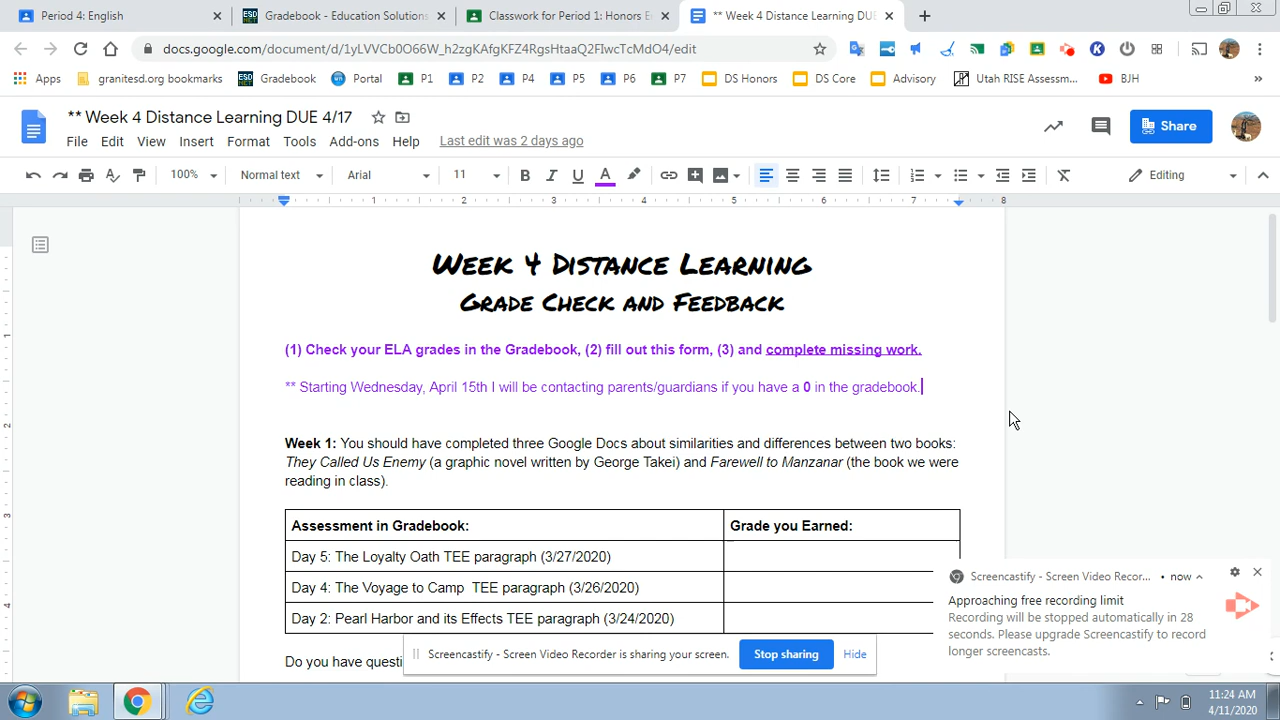 Period 4: English
Gradebook - Education Solution
Classwork for Period 1: Honors E
** Week 4 Distance Learning DUE
docs.google.com/document/d/1yLVVCb0O66W_h2zgKAfgKFZ4RgsHtaaQ2FIwcTcMdO4/edit
Apps granitesd.org bookmarks Gradebook Portal P1 P2 P4 P5 P6 P7 DS Honors DS Core Advisory Utah RISE Assessm... BJH
** Week 4 Distance Learning DUE 4/17
Share
File Edit View Insert Format Tools Add-ons Help Last edit was 2 days ago
100% Normal text Arial 11 B I U A Editing
1 2 3 4 5 6 7 8
Week 4 Distance Learning
Grade Check and Feedback
(1) Check your ELA grades in the Gradebook, (2) fill out this form, (3) and complete missing work.
** Starting Wednesday, April 15th I will be contacting parents/guardians if you have a 0 in the gradebook.
Week 1: You should have completed three Google Docs about similarities and differences between two books:
They Called Us Enemy (a graphic novel written by George Takei) and Farewell to Manzanar (the book we were
reading in class).
Assessment in Gradebook: Grade you Earned:
Day 5: The Loyalty Oath TEE paragraph (3/27/2020)
Day 4: The Voyage to Camp TEE paragraph (3/26/2020)
Day 2: Pearl Harbor and its Effects TEE paragraph (3/24/2020)
Do you have questi
Screencastify - Screen Video Recorder is sharing your screen. Stop sharing Hide
Screencastify - Screen Video Recor... • now
Approaching free recording limit
Recording will be stopped automatically in 28
seconds. Please upgrade Screencastify to record
longer screencasts.
11:24 AM
4/11/2020